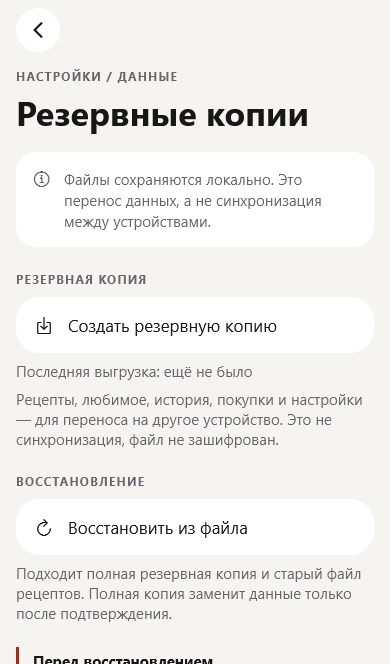 НАСТРОЙКИ / ДАННЫЕ
Резервные копии
Файлы сохраняются локально. Это
перенос данных, а не синхронизация
между устройствами.
РЕЗЕРВНАЯ КОПИЯ
Создать резервную копию
Последняя выгрузка: ещё не было
Рецепты, любимое, история, покупки и настройки
— для переноса на другое устройство. Это не
синхронизация, файл не зашифрован.
ВОССТАНОВЛЕНИЕ
Восстановить из файла
Подходит полная резервная копия и старый файл
рецептов. Полная копия заменит данные только
после подтверждения.
Перед восстановлением